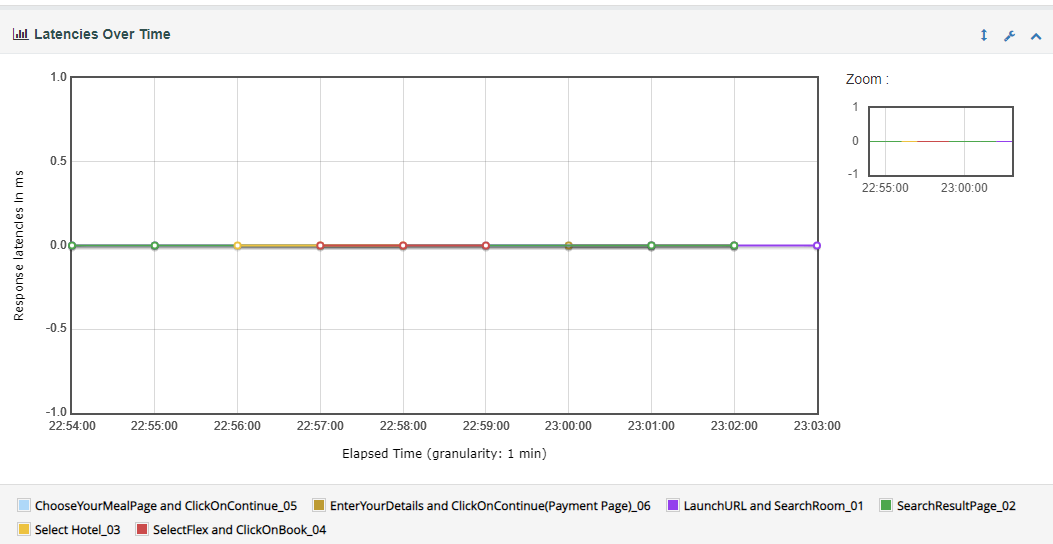 Latencies Over Time
Zoom :
1.0
0.5
0.0
-0.5
-1.0
Response latencies In ms
22:54:00 22:55:00 22:56:00 22:57:00 22:58:00 22:59:00 23:00:00 23:01:00 23:02:00 23:03:00
Elapsed Time (granularity: 1 min)
1
0
-1
22:55:00 23:00:00
ChooseYourMealPage and ClickOnContinue_05 EnterYourDetails and ClickOnContinue(Payment Page)_06 LaunchURL and SearchRoom_01 SearchResultPage_02
Select Hotel_03 SelectFlex and ClickOnBook_04